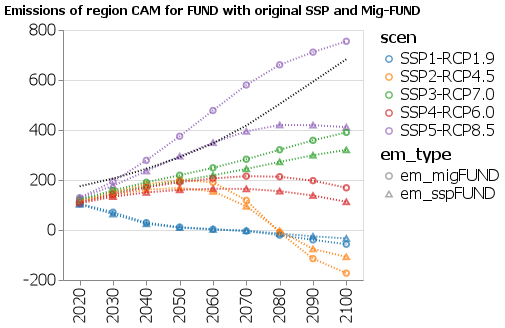 Emissions of region CAM for FUND with original SSP and Mig-FUND
800
600
400
200
0
-200
2020
2030
2040
2050
2060
2070
2080
2090
2100
scen
SSP1-RCP1.9
SSP2-RCP4.5
SSP3-RCP7.0
SSP4-RCP6.0
SSP5-RCP8.5
em_type
em_migFUND
em_sspFUND